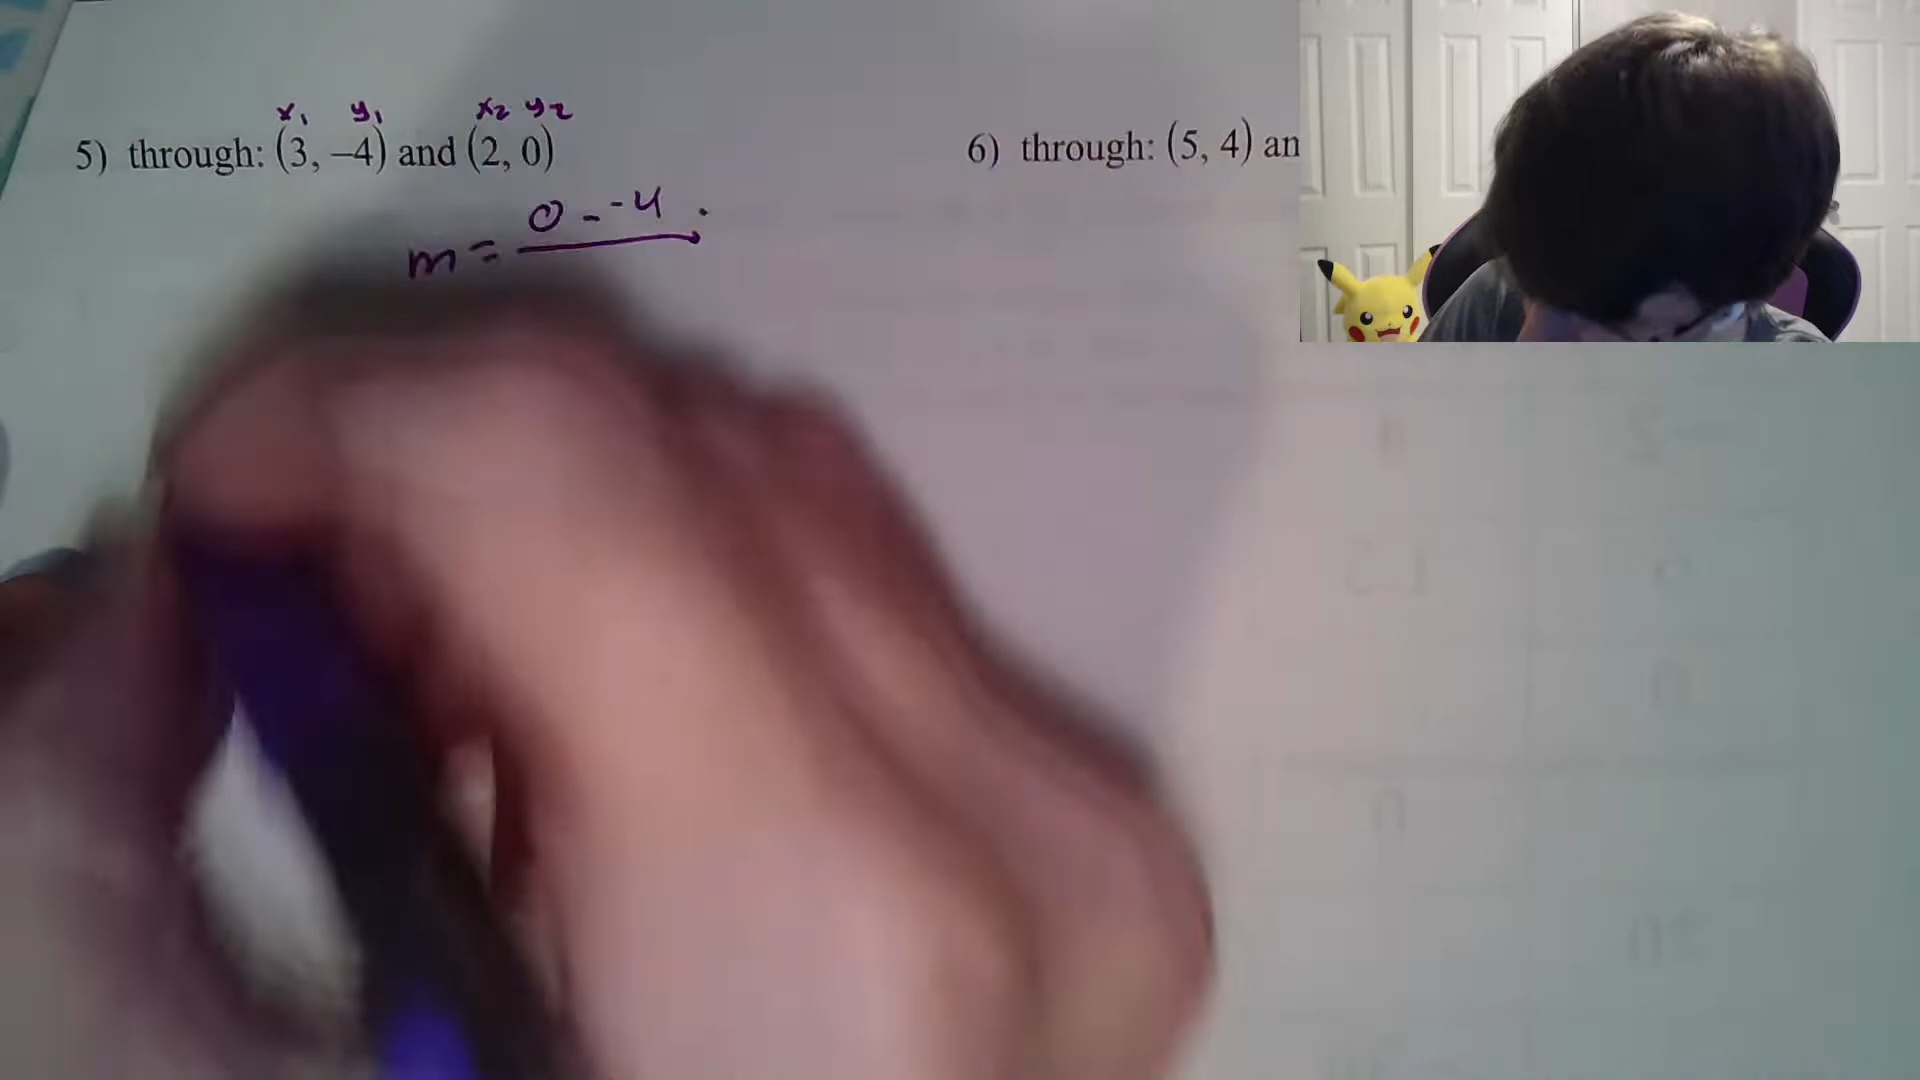 x₁ y₁ x₂ y₂
5) through: (3, –4) and (2, 0)
m = 0 - -4
6) through: (5, 4) an